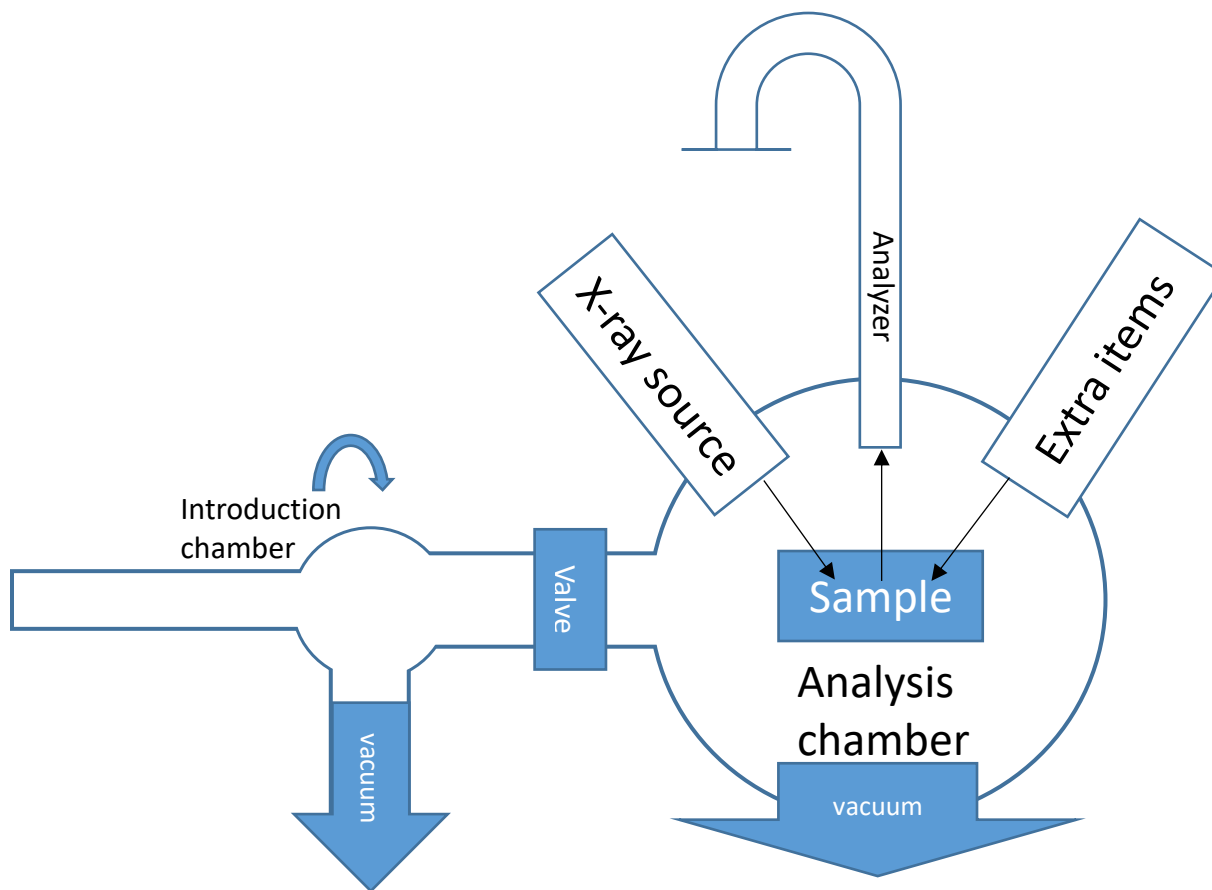 Analyzer
X-ray source
Extra items
Introduction
chamber
Valve
Sample
Analysis
chamber
vacuum
vacuum